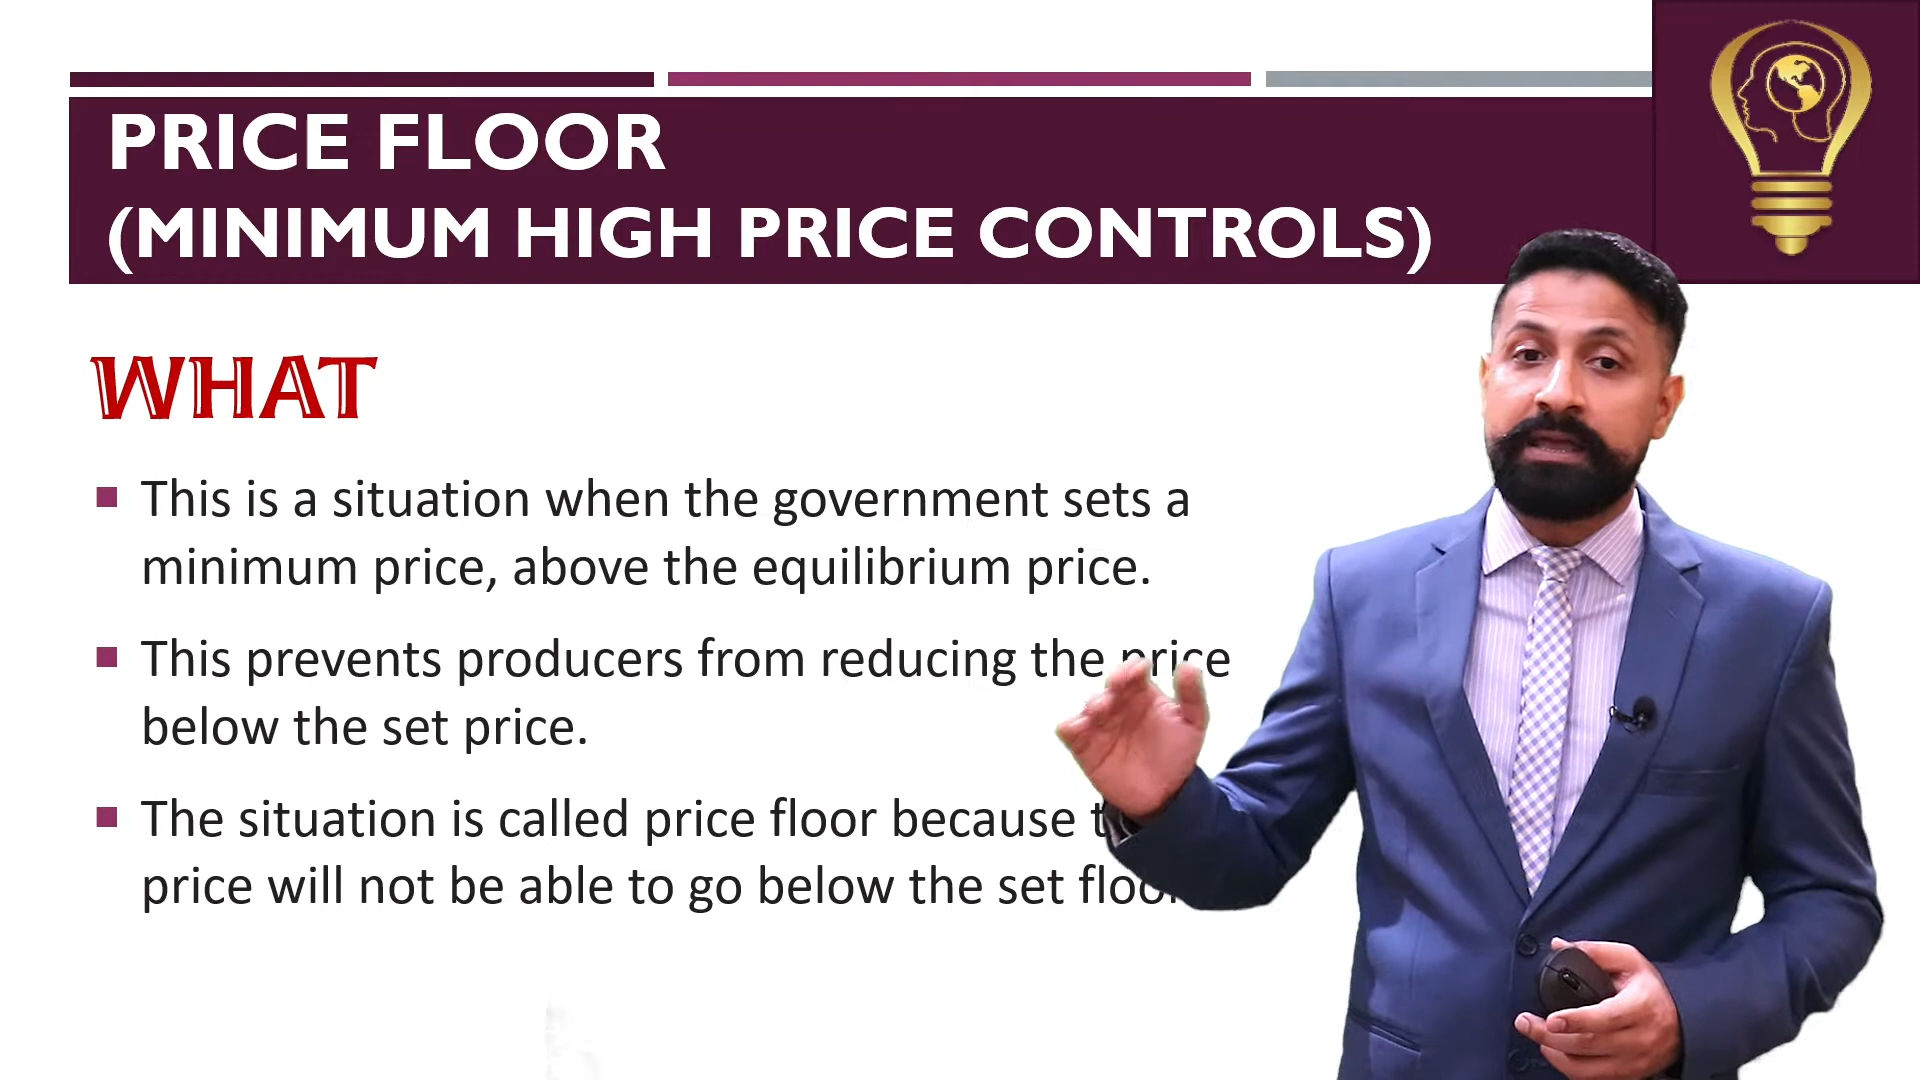 PRICE FLOOR
(MINIMUM HIGH PRICE CONTROLS)
WHAT
This is a situation when the government sets a
minimum price, above the equilibrium price.
This prevents producers from reducing the price
below the set price.
The situation is called price floor because
price will not be able to go below the set floor